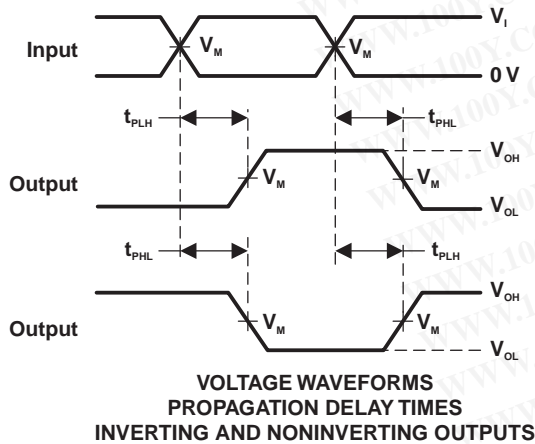 V_I
Input V_M V_M
0 V
t_PLH t_PHL
V_OH
Output V_M V_M
V_OL
t_PHL t_PLH
V_OH
Output V_M V_M
V_OL
VOLTAGE WAVEFORMS
PROPAGATION DELAY TIMES
INVERTING AND NONINVERTING OUTPUTS